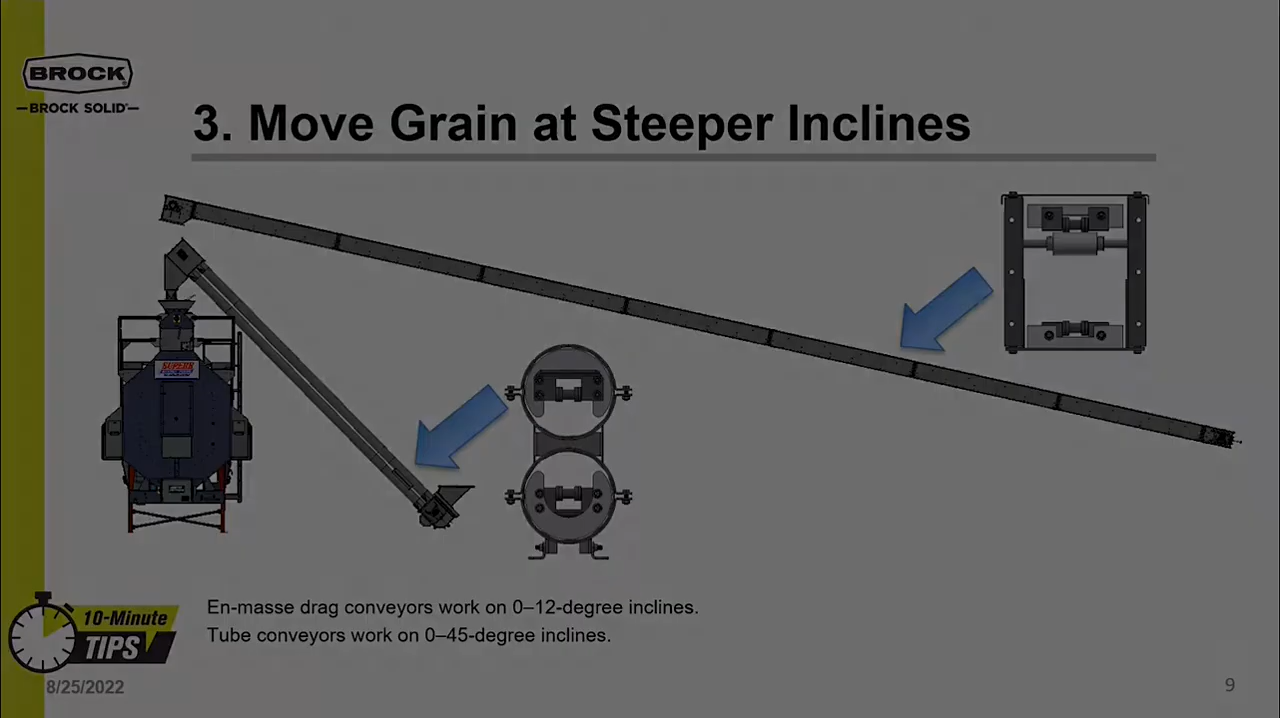 BROCK
BROCK SOLID
3. Move Grain at Steeper Inclines
SUPERB
En-masse drag conveyors work on 0–12-degree inclines.
Tube conveyors work on 0–45-degree inclines.
10-Minute
TIPS
8/25/2022
9